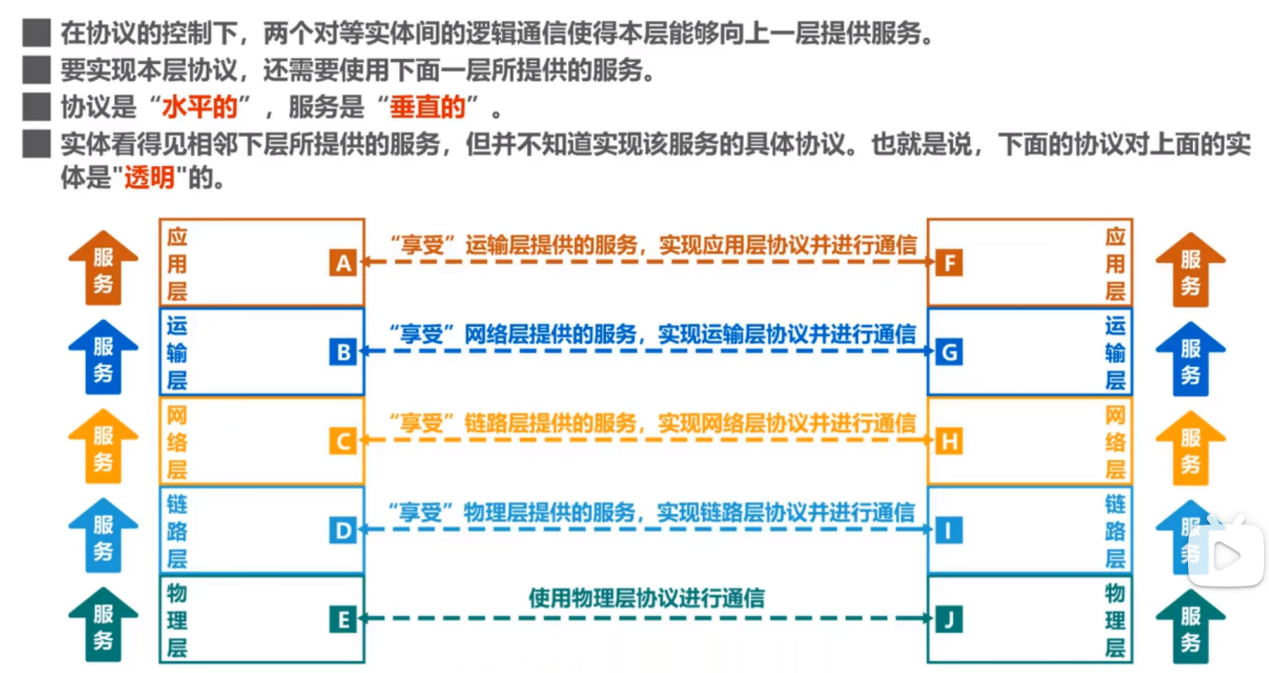 在协议的控制下，两个对等实体间的逻辑通信使得本层能够向上一层提供服务。
要实现本层协议，还需要使用下面一层所提供的服务。
协议是“水平的”，服务是“垂直的”。
实体看得见相邻下层所提供的服务，但并不知道实现该服务的具体协议。也就是说，下面的协议对上面的实
体是"透明"的。
服务
应用层
A
“享受”运输层提供的服务，实现应用层协议并进行通信
F
应用层
服务
服务
运输层
B
“享受”网络层提供的服务，实现运输层协议并进行通信
G
运输层
服务
服务
网络层
C
“享受”链路层提供的服务，实现网络层协议并进行通信
H
网络层
服务
服务
链路层
D
“享受”物理层提供的服务，实现链路层协议并进行通信
I
链路层
服务
服务
物理层
E
使用物理层协议进行通信
J
物理层
服务